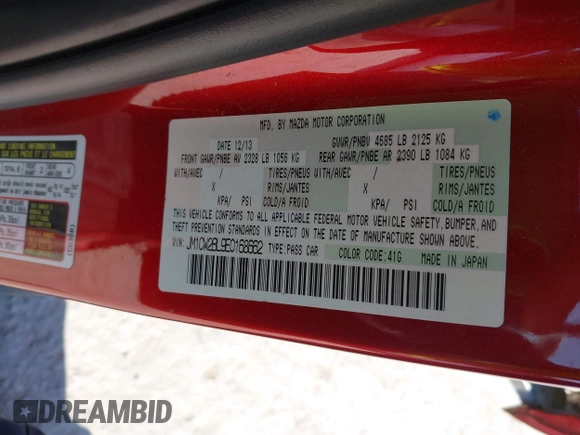 MFD. BY MAZDA MOTOR CORPORATION
DATE 12/13 GVWR/PNBV 4685 LB 2125 KG
FRONT GAWR/PNBE AV 2328 LB 1056 KG REAR GAWR/PNBE AR 2390 LB 1084 KG
WITH/AVEC / TIRES/PNEUS WITH/AVEC / TIRES/PNEUS
X RIMS/JANTES X RIMS/JANTES
KPA/ PSI COLD/A FROID KPA/ PSI COLD/A FROID
THIS VEHICLE CONFORMS TO ALL APPLICABLE FEDERAL MOTOR VEHICLE SAFETY, BUMPER, AND
THEFT PREVENTION STANDARDS IN EFFECT ON THE DATE OF MANUFACTURE SHOWN ABOVE.
VIN: JM1CW2BL9E0168662 TYPE:PASS CAR COLOR CODE:41G MADE IN JAPAN
DREAMBID